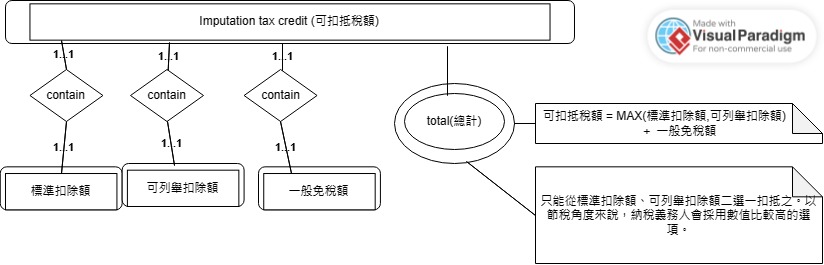 Imputation tax credit (可扣抵稅額)
Made with
Visual Paradigm
For non-commercial use
1...1
1...1
1...1
contain
contain
contain
total(總計)
可扣抵稅額 = MAX(標準扣除額,可列舉扣除額)
+ 一般免稅額
1...1
1...1
1...1
標準扣除額
可列舉扣除額
一般免稅額
只能從標準扣除額、可列舉扣除額二選一扣抵之。以
節稅角度來說，納稅義務人會採用數值比較高的選
項。